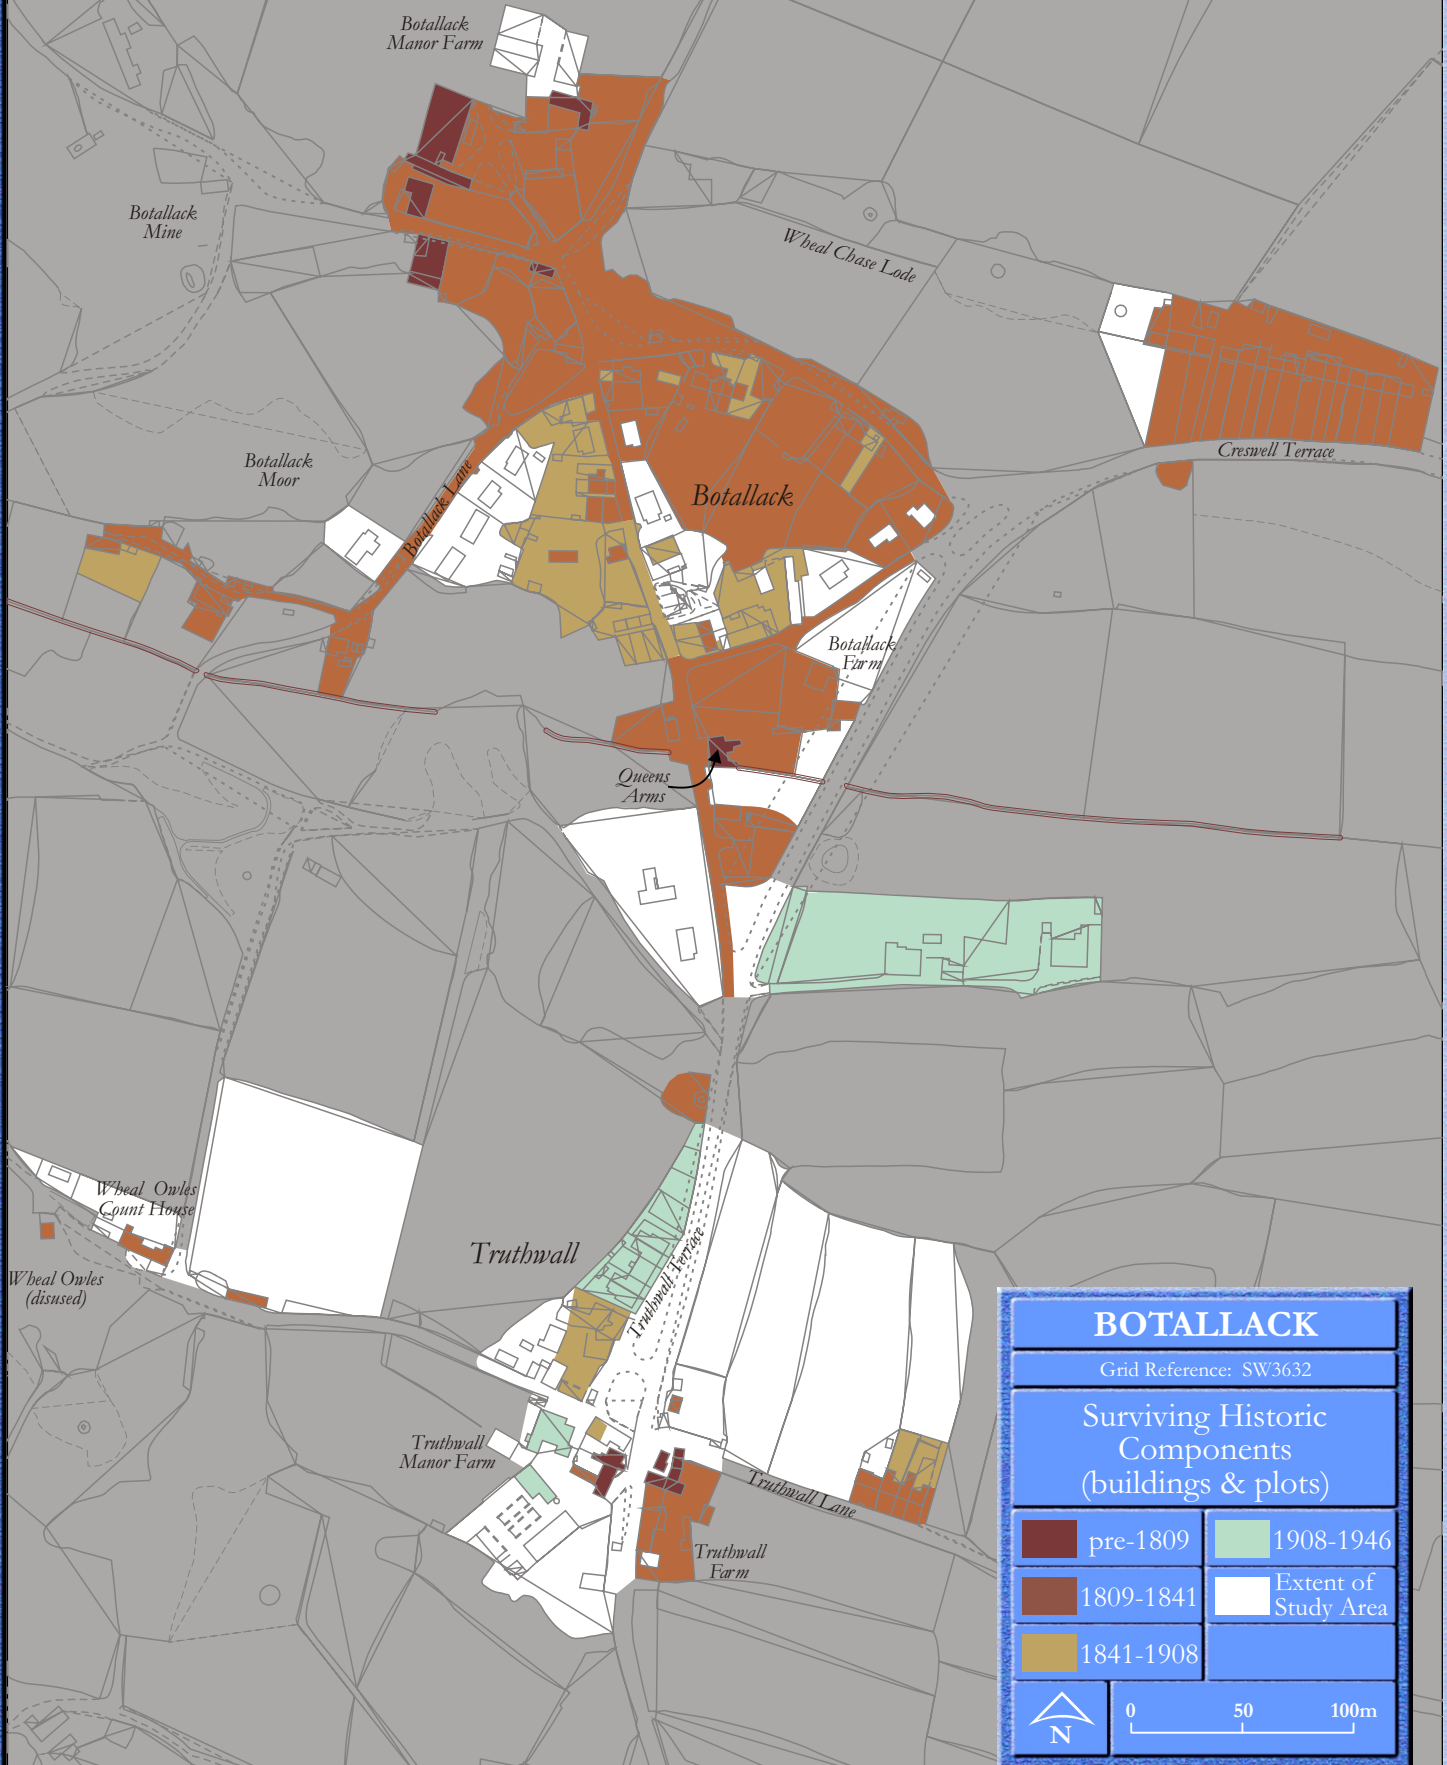 Botallack
Manor Farm
Botallack
Mine
Wheal Chase Lode
Botallack
Moor
Botallack Lane
Botallack
Creswell Terrace
Botallack
Farm
Queens
Arms
Wheal Owles
Count House
Wheal Owles
(disused)
Truthwall
Truthwall Terrace
Truthwall
Manor Farm
Truthwall Lane
Truthwall
Farm
BOTALLACK
Grid Reference: SW3632
Surviving Historic
Components
(buildings & plots)
pre-1809
1908-1946
1809-1841
Extent of
Study Area
1841-1908
N
0 50 100m